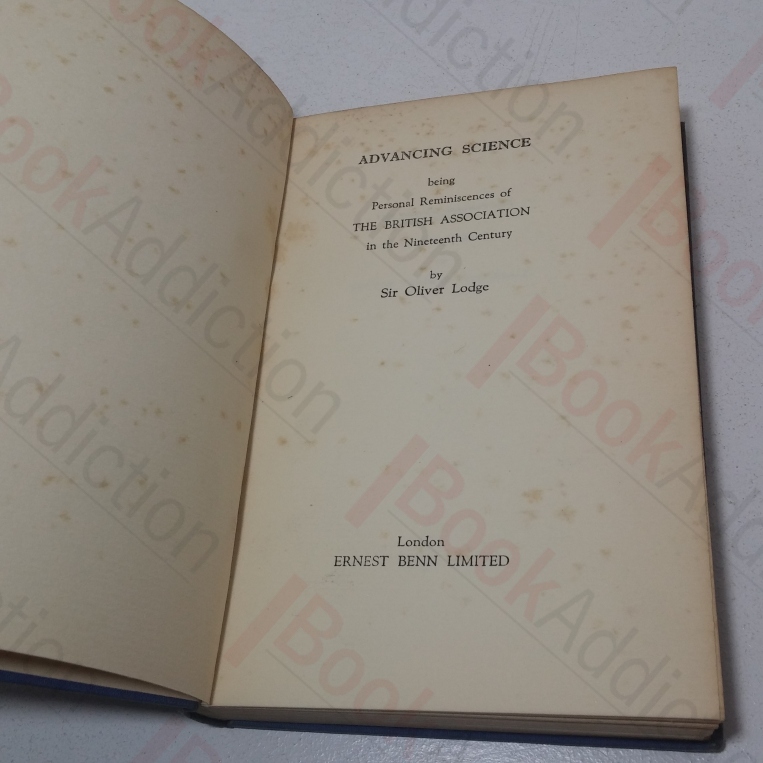 ADVANCING SCIENCE
being
Personal Reminiscences of
THE BRITISH ASSOCIATION
in the Nineteenth Century
by
Sir Oliver Lodge
London
ERNEST BENN LIMITED
BookAddiction